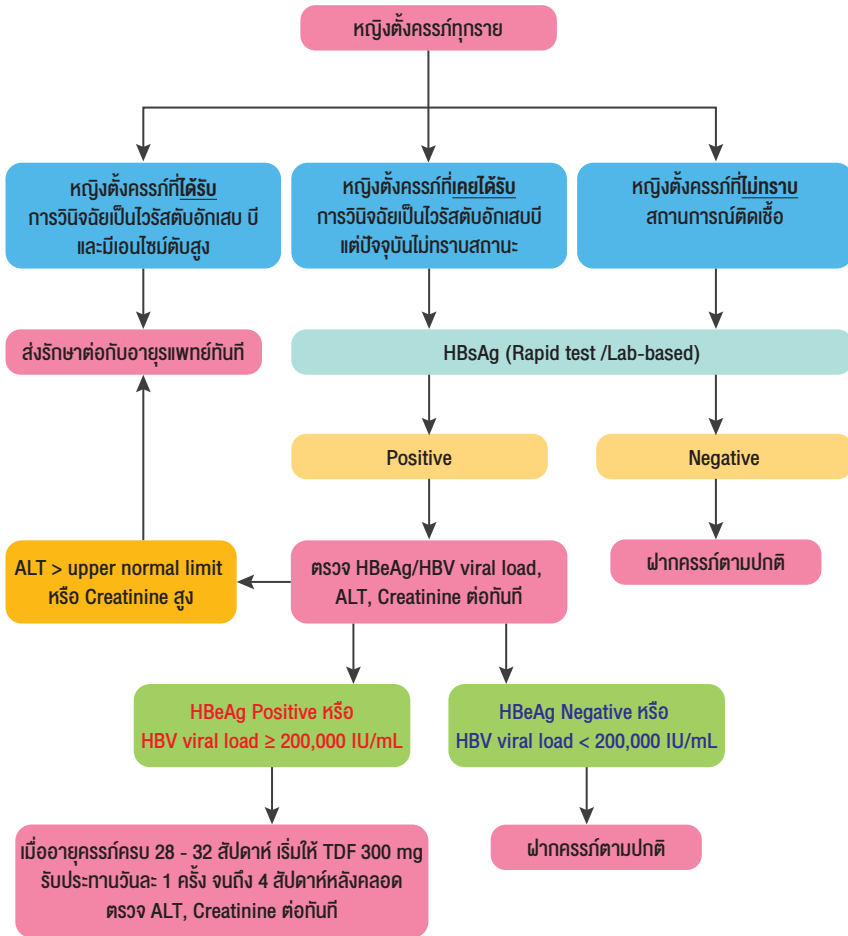 หญิงตั้งครรภ์ทุกราย
หญิงตั้งครรภ์ที่ได้รับ
การวินิจฉัยเป็นไวรัสตับอักเสบ บี
และมีเอนไซม์ตับสูง
หญิงตั้งครรภ์ที่เคยได้รับ
การวินิจฉัยเป็นไวรัสตับอักเสบบี
แต่ปัจจุบันไม่ทราบสถานะ
หญิงตั้งครรภ์ที่ไม่ทราบ
สถานการณ์ติดเชื้อ
ส่งรักษาต่อกับอายุรแพทย์ทันที
HBsAg (Rapid test /Lab-based)
Positive
Negative
ALT > upper normal limit
หรือ Creatinine สูง
ตรวจ HBeAg/HBV viral load,
ALT, Creatinine ต่อทันที
ฝากครรภ์ตามปกติ
HBeAg Positive หรือ
HBV viral load ≥ 200,000 IU/mL
HBeAg Negative หรือ
HBV viral load < 200,000 IU/mL
เมื่ออายุครรภ์ครบ 28 - 32 สัปดาห์ เริ่มให้ TDF 300 mg
รับประทานวันละ 1 ครั้ง จนถึง 4 สัปดาห์หลังคลอด
ตรวจ ALT, Creatinine ต่อทันที
ฝากครรภ์ตามปกติ